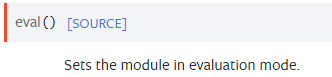 eval() [SOURCE]
Sets the module in evaluation mode.